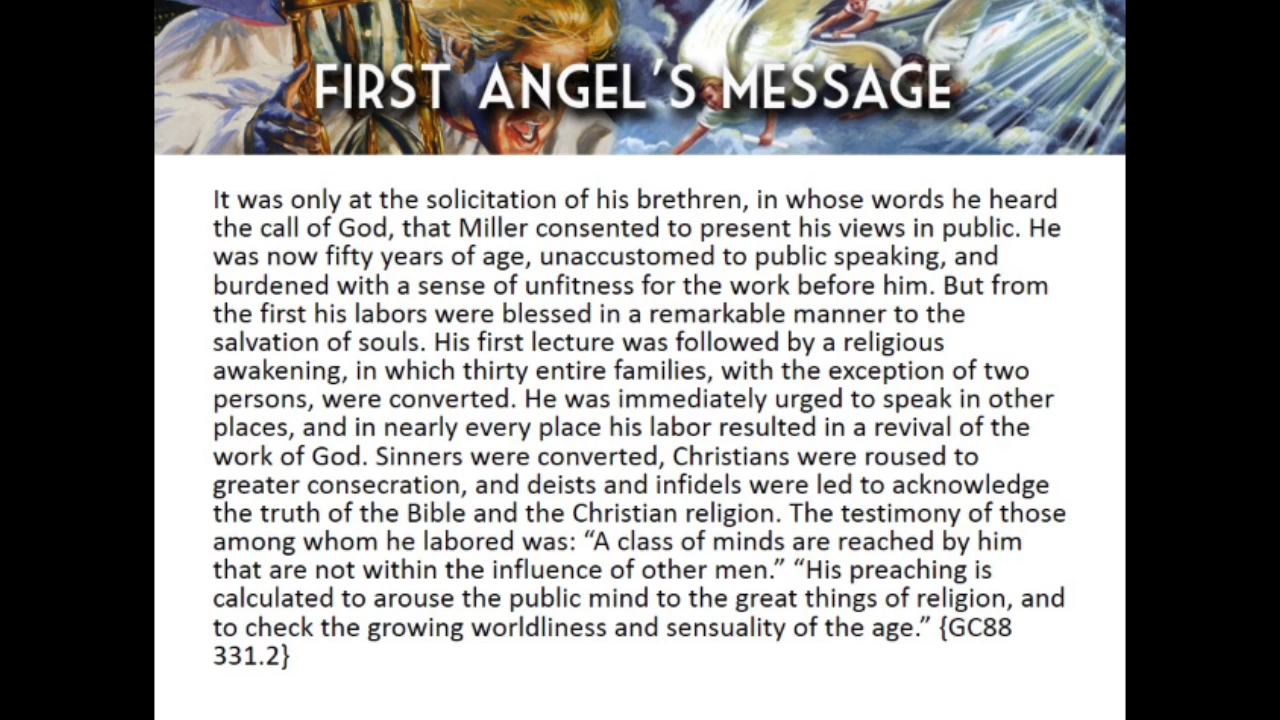 FIRST ANGEL'S MESSAGE
It was only at the solicitation of his brethren, in whose words he heard
the call of God, that Miller consented to present his views in public. He
was now fifty years of age, unaccustomed to public speaking, and
burdened with a sense of unfitness for the work before him. But from
the first his labors were blessed in a remarkable manner to the
salvation of souls. His first lecture was followed by a religious
awakening, in which thirty entire families, with the exception of two
persons, were converted. He was immediately urged to speak in other
places, and in nearly every place his labor resulted in a revival of the
work of God. Sinners were converted, Christians were roused to
greater consecration, and deists and infidels were led to acknowledge
the truth of the Bible and the Christian religion. The testimony of those
among whom he labored was: “A class of minds are reached by him
that are not within the influence of other men.” “His preaching is
calculated to arouse the public mind to the great things of religion, and
to check the growing worldliness and sensuality of the age.” {GC88
331.2}